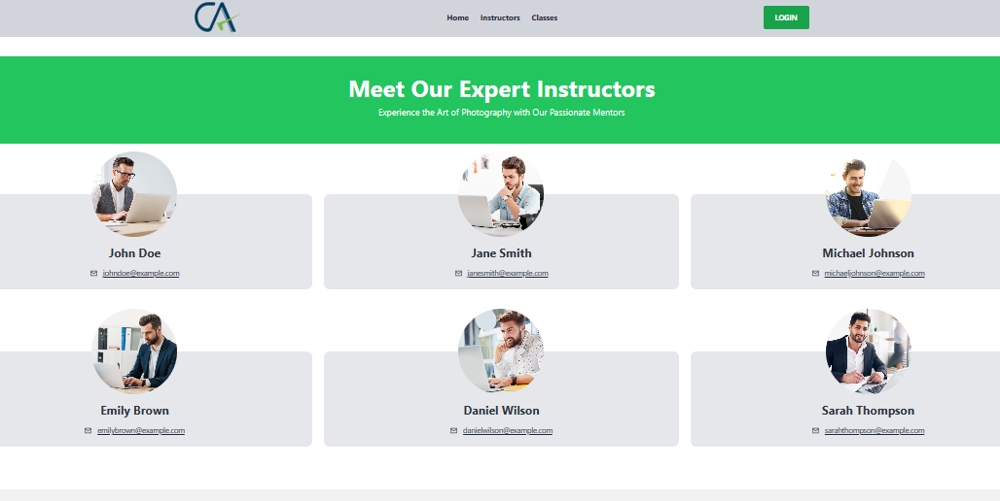 CA
Home Instructors Classes LOGIN
Meet Our Expert Instructors
Experience the Art of Photography with Our Passionate Mentors
John Doe Jane Smith Michael Johnson
johndoe@example.com janesmith@example.com michaeljohnson@example.com
Emily Brown Daniel Wilson Sarah Thompson
emilybrown@example.com danielwilson@example.com sarahthompson@example.com